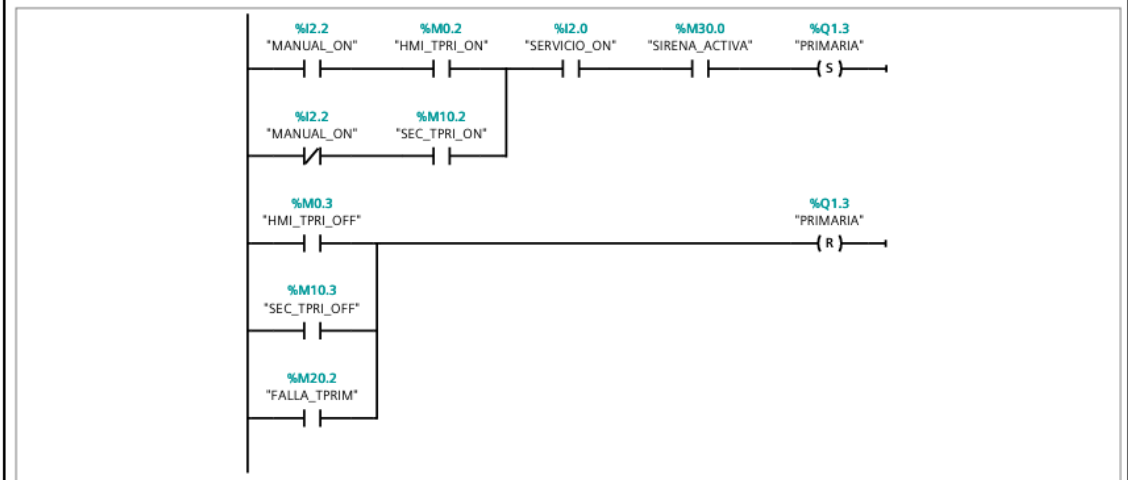 %I2.2 %M0.2 %I2.0 %M30.0 %Q1.3
"MANUAL_ON" "HMI_TPRI_ON" "SERVICIO_ON" "SIRENA_ACTIVA" "PRIMARIA"
S
%I2.2 %M10.2
"MANUAL_ON" "SEC_TPRI_ON"
%M0.3 %Q1.3
"HMI_TPRI_OFF" "PRIMARIA"
R
%M10.3
"SEC_TPRI_OFF"
%M20.2
"FALLA_TPRIM"